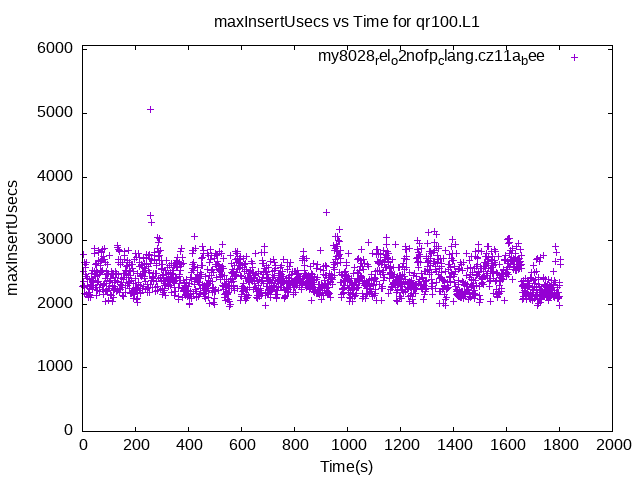 maxInsertUsecs vs Time for qr100.L1
my8028_rel_o2nofp_clang.cz11a_bee
6000
5000
4000
3000
2000
1000
0
maxInsertUsecs
0 200 400 600 800 1000 1200 1400 1600 1800 2000
Time(s)